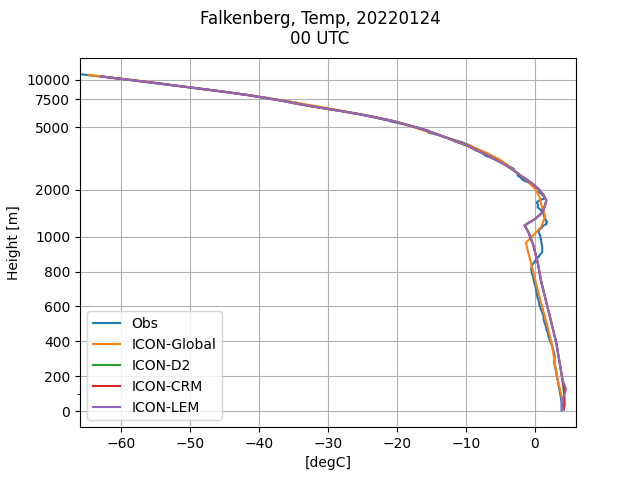 Falkenberg, Temp, 20220124
00 UTC
Height [m]
10000
7500
5000
2000
1000
800
600
400
200
0
Obs
ICON-Global
ICON-D2
ICON-CRM
ICON-LEM
−60 −50 −40 −30 −20 −10 0
[degC]